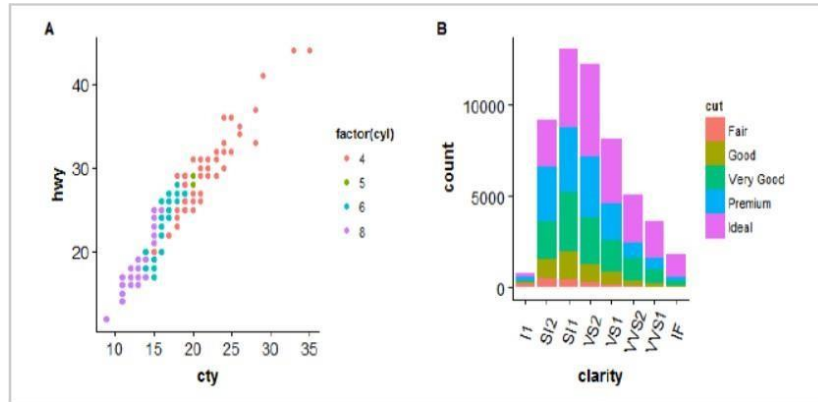 A
hwy
40
30
20
10 15 20 25 30 35
cty
factor(cyl)
4
5
6
8
B
count
10000
5000
0
I1 SI2 SI1 VS2 VS1 VVS2 VVS1 IF
clarity
cut
Fair
Good
Very Good
Premium
Ideal